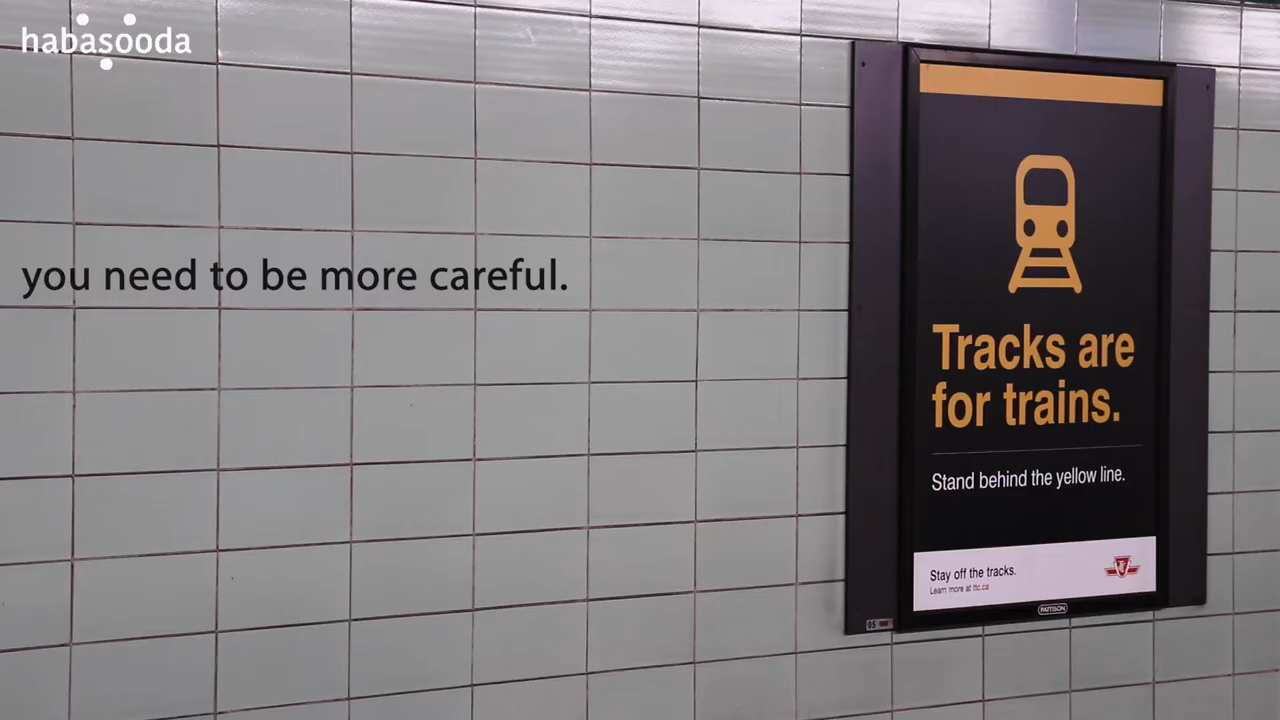 habasooda
you need to be more careful.
Tracks are
for trains.
Stand behind the yellow line.
Stay off the tracks.
Learn more at ttc.ca
PATTISON
05